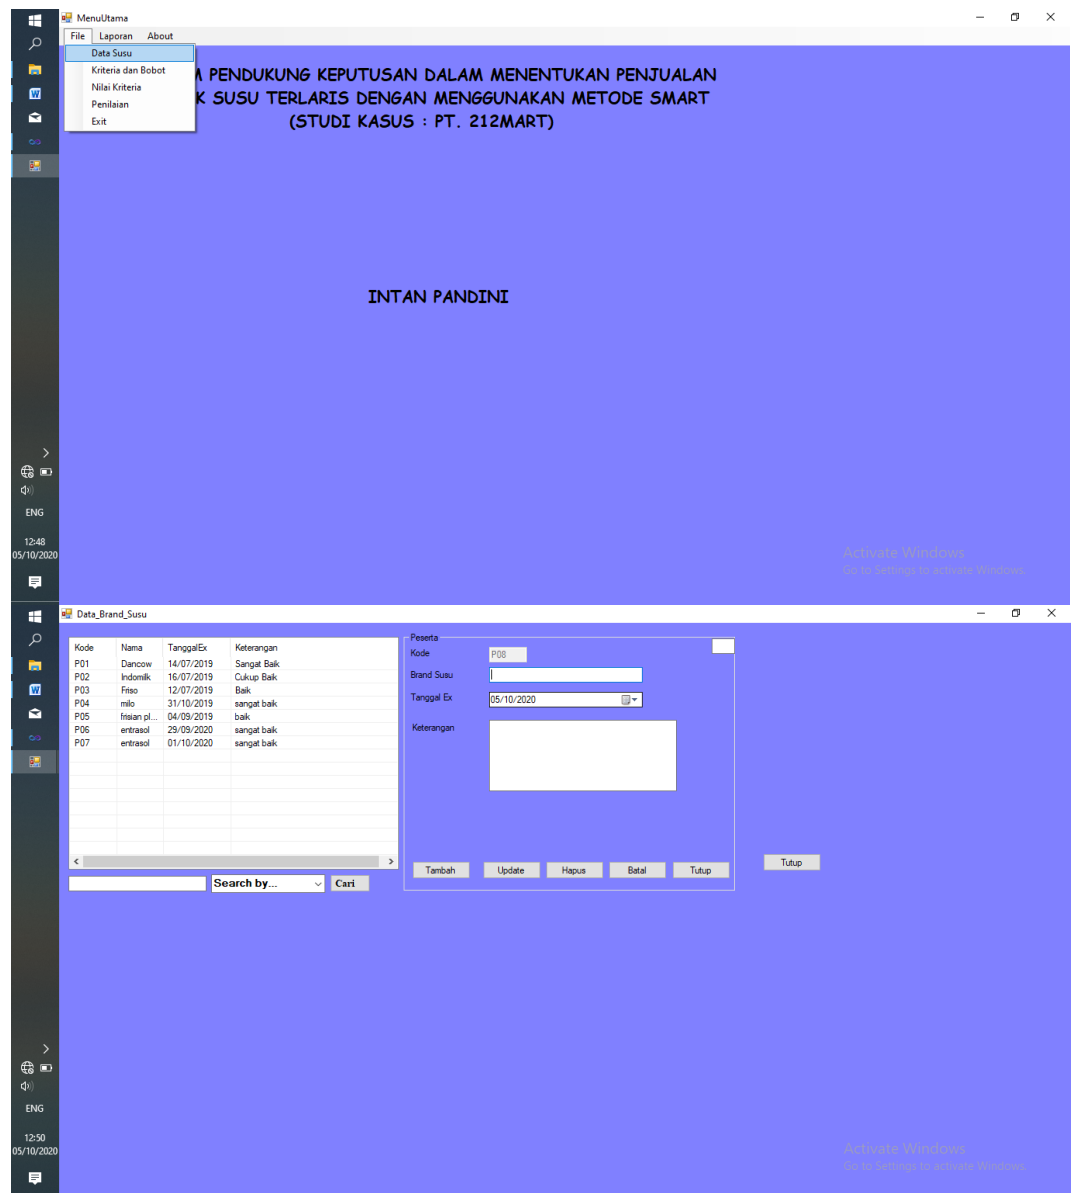 MenuUtama
File Laporan About
Data Susu
Kriteria dan Bobot
Nilai Kriteria
Penilaian
Exit
PENDUKUNG KEPUTUSAN DALAM MENENTUKAN PENJUALAN
K SUSU TERLARIS DENGAN MENGGUNAKAN METODE SMART
(STUDI KASUS : PT. 212MART)
INTAN PANDINI
ENG
12:48
05/10/2020
Activate Windows
Go to Settings to activate Windows.
Data_Brand_Susu
Kode Nama TanggalEx Keterangan
P01 Dancow 14/07/2019 Sangat Baik
P02 Indomilk 16/07/2019 Cukup Baik
P03 Friso 12/07/2019 Baik
P04 milo 31/10/2019 sangat baik
P05 frisian pl... 04/09/2019 baik
P06 entrasol 29/09/2020 sangat baik
P07 entrasol 01/10/2020 sangat baik
Search by... Cari
Peserta
Kode P08
Brand Susu
Tanggal Ex 05/10/2020
Keterangan
Tambah Update Hapus Batal Tutup
Tutup
ENG
12:50
05/10/2020
Activate Windows
Go to Settings to activate Windows.